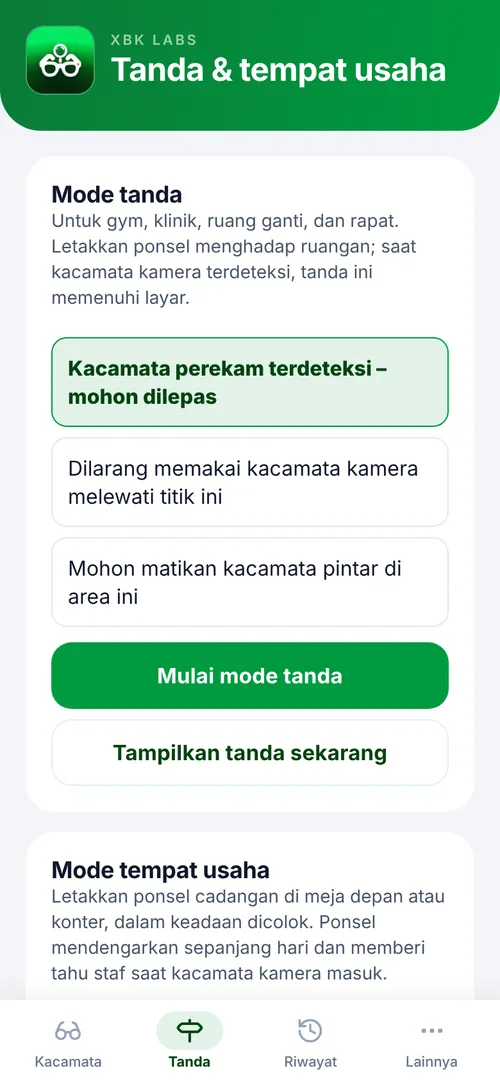 XBK LABS
Tanda & tempat usaha
Mode tanda
Untuk gym, klinik, ruang ganti, dan rapat.
Letakkan ponsel menghadap ruangan; saat
kacamata kamera terdeteksi, tanda ini
memenuhi layar.
Kacamata perekam terdeteksi –
mohon dilepas
Dilarang memakai kacamata kamera
melewati titik ini
Mohon matikan kacamata pintar di
area ini
Mulai mode tanda
Tampilkan tanda sekarang
Mode tempat usaha
Letakkan ponsel cadangan di meja depan atau
konter, dalam keadaan dicolok. Ponsel
mendengarkan sepanjang hari dan memberi
tahu staf saat kacamata kamera masuk.
Kacamata
Tanda
Riwayat
Lainnya